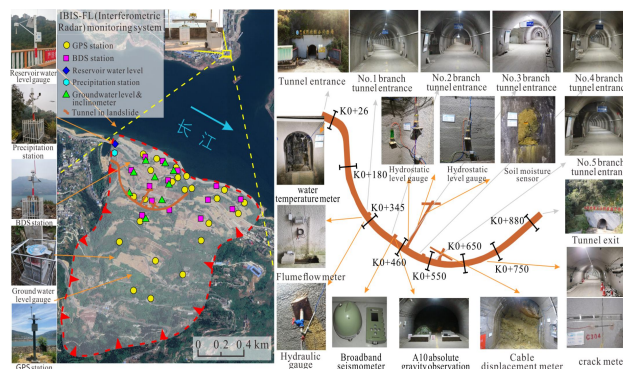 IBIS-FL (Interferometric
Radar)monitoring system
GPS station
BDS station
Reservoir water level
Precipitation station
Groundwater level &
inclinometer
Tunnel in landslide
长江
0 0.2 0.4 km
Reservoir water
level gauge
Precipitation
station
BDS station
Ground water
level gauge
GPS station
Tunnel entrance
No.1 branch
tunnel entrance
No.2 branch
tunnel entrance
No.3 branch
tunnel entrance
No.4 branch
tunnel entrance
K0+26
water
temperature meter
Hydrostatic
level gauge
Hydrostatic
level gauge
Soil moisture
sensor
No.5 branch
tunnel entran
K0+180
K0+345
K0+460
K0+550
K0+650
K0+750
K0+880
Tunnel exit
Flume flow meter
Hydraulic
gauge
Broadband
seismometer
A10 absolute
gravity observation
Cable
displacement meter
crack mete